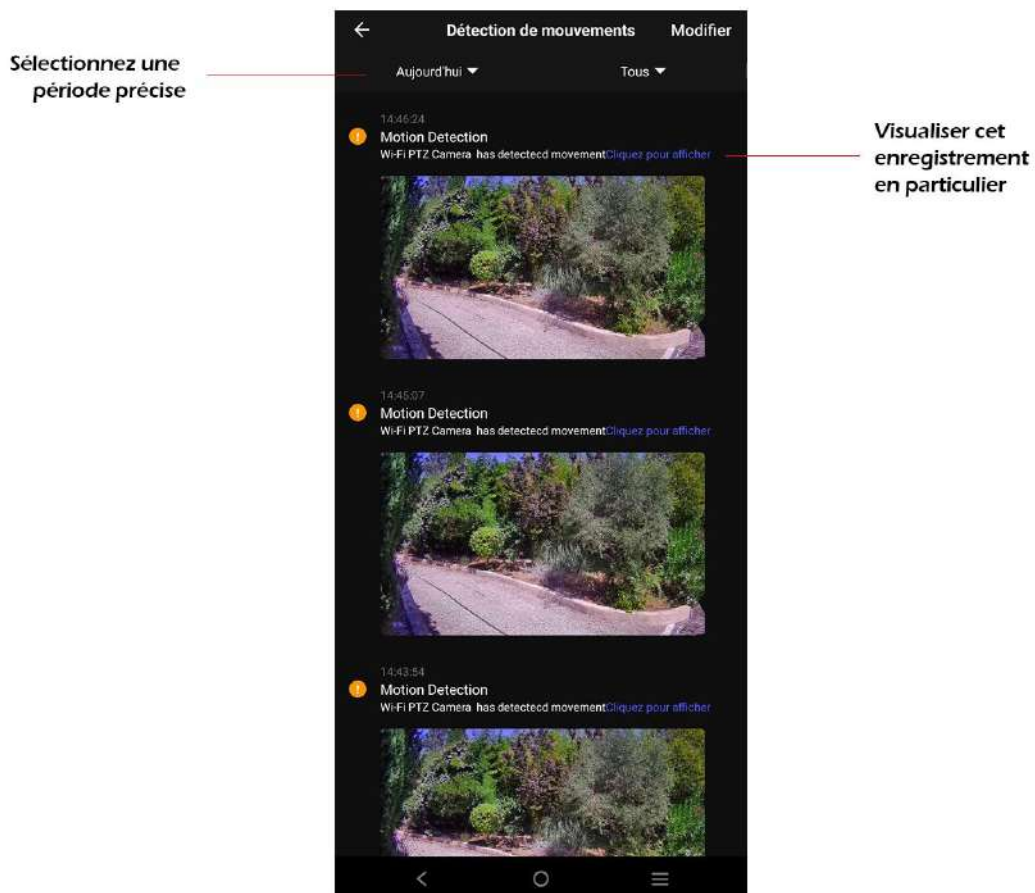 Détection de mouvements
Modifier
Sélectionnez une
période précise
Aujourd'hui
Tous
14:46:24
Motion Detection
Wi-Fi PTZ Camera has detectecd movementCliquez pour afficher
Visualiser cet
enregistrement
en particulier
14:45:07
Motion Detection
Wi-Fi PTZ Camera has detectecd movementCliquez pour afficher
14:43:54
Motion Detection
Wi-Fi PTZ Camera has detectecd movementCliquez pour afficher